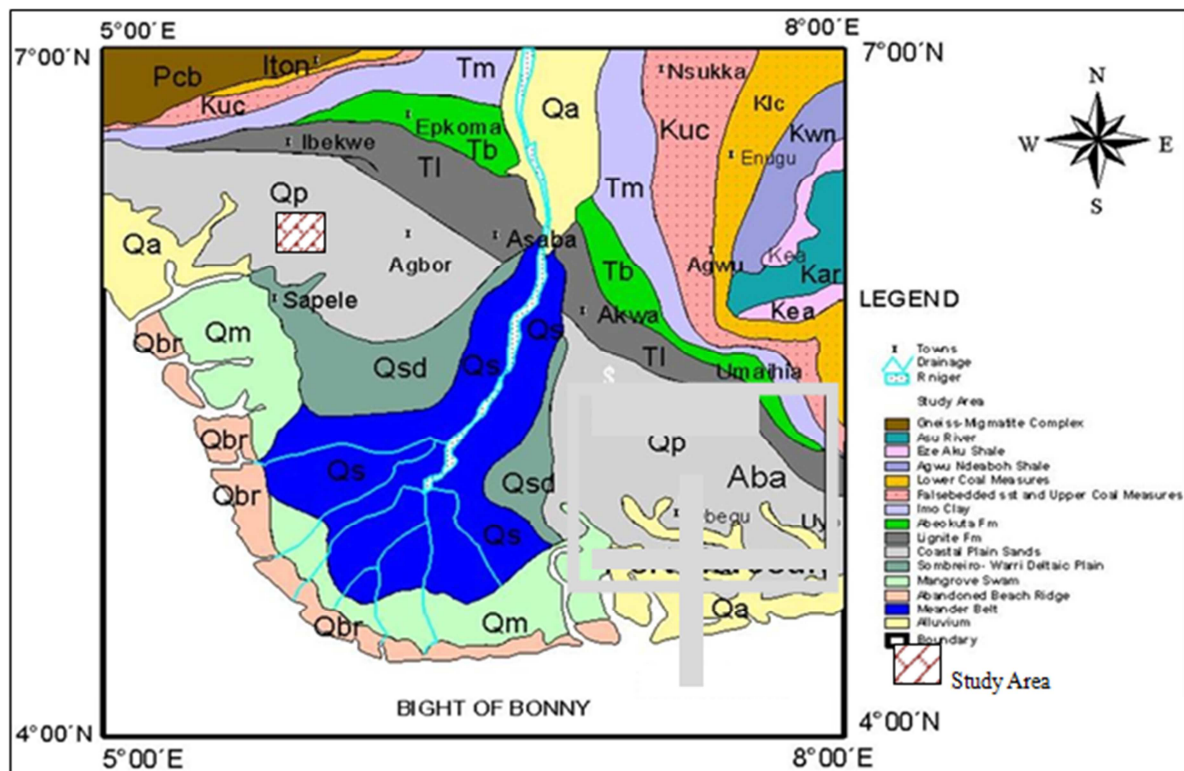 5°00´E
8°00´E
7°00´N
7°00´N
Iton
Pcb
Tm
Nsukka
Qa
Klc
Kuc
Epkoma
Kuc
Kwn
Ibekwe
Tb
Enugu
Tl
Tm
Qp
Qa
Asaba
Kea
Agbor
Tb
Agwu
Kar
Sapele
Akwa
Kea
Qm
Qs
Qbr
Tl
Qsd
Qs
Umaihia
$
Qbr
Qp
Qs
Qsd
Aba
Qbr
Uy
Qs
Qa
Qbr
Qm
BIGHT OF BONNY
4°00´N
4°00´N
5°00´E
8°00´E
N
W
E
S
LEGEND
Towns
Drainage
R niger
Study Area
Gneiss-Migmatite Complex
Asu River
Eze Aku Shale
Agwu Ndeaboh Shale
Lower Coal Measures
Falsebedded sst and Upper Coal Measures
Imo Clay
Abeokuta Fm
Lignite Fm
Coastal Plain Sands
Sombreiro- Warri Deltaic Plain
Mangrove Swam
Abandoned Beach Ridge
Meander Belt
Alluvium
Boundary
Study Area